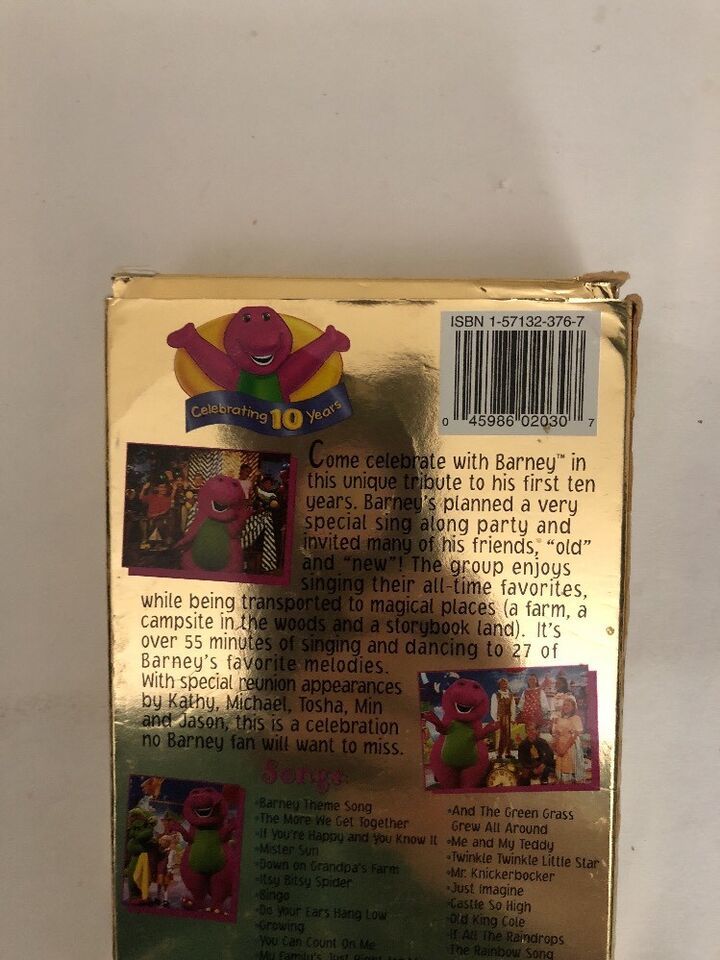 Celebrating 10 Years
ISBN 1-57132-376-7
0 45986 02030 7
Come celebrate with Barney™ in
this unique tribute to his first ten
years. Barney's planned a very
special sing along party and
invited many of his friends, "old"
and "new"! The group enjoys
singing their all-time favorites,
while being transported to magical places (a farm, a
campsite in the woods and a storybook land). It's
over 55 minutes of singing and dancing to 27 of
Barney's favorite melodies.
With special reunion appearances
by Kathy, Michael, Tosha, Min
and Jason, this is a celebration
no Barney fan will want to miss.
Songs
•Barney Theme Song
•The More We Get Together
•If You're Happy and You Know It
•Mister Sun
•Down on Grandpa's Farm
•Itsy Bitsy Spider
•Bingo
•Do Your Ears Hang Low
•Growing
•You Can Count On Me
•My Family's Just Right
•And The Green Grass
Grew All Around
•Me and My Teddy
•Twinkle Twinkle Little Star
•Mr. Knickerbocker
•Just Imagine
•Castle So High
•Old King Cole
•If All The Raindrops
•The Rainbow Song